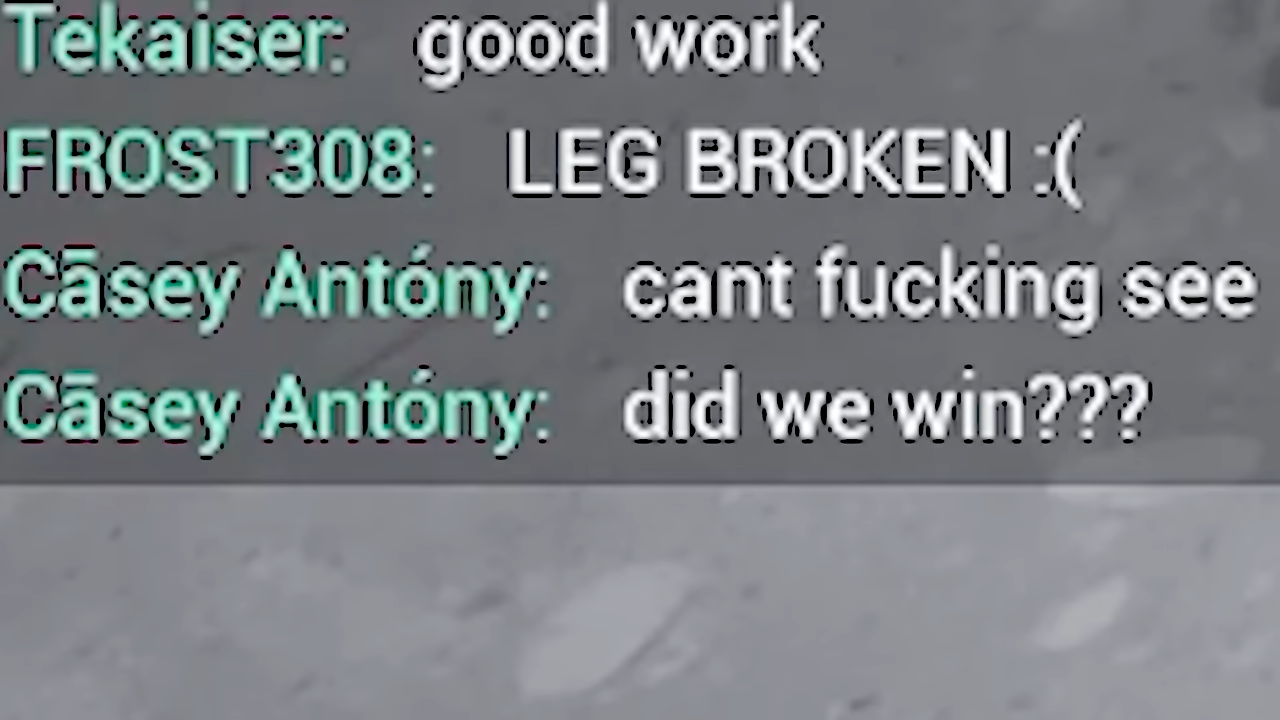 Tekaiser: good work
FROST308: LEG BROKEN :(
Cāsey Antóny: cant fucking see
Cāsey Antóny: did we win???